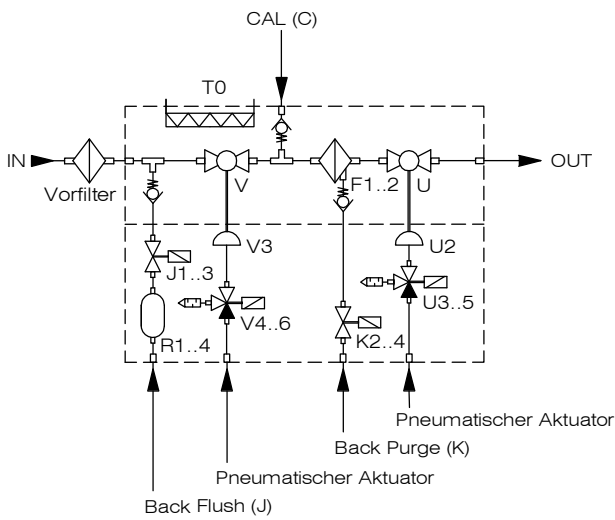 CAL (C)
T0
IN
OUT
Vorfilter
V
F1..2
U
V3
U2
J1..3
U3..5
V4..6
R1..4
K2..4
Pneumatischer Aktuator
Back Purge (K)
Pneumatischer Aktuator
Back Flush (J)